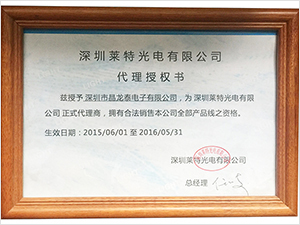 深圳莱特光电有限公司
代理授权书
兹授予 深圳市昌龙泰电子有限公司，为 深圳莱特光电有限
公司 正式代理商，拥有合法销售本公司全部产品线之资格。
生效日期：2015/06/01 至 2016/05/31
深圳莱特光电有限公司
总经理